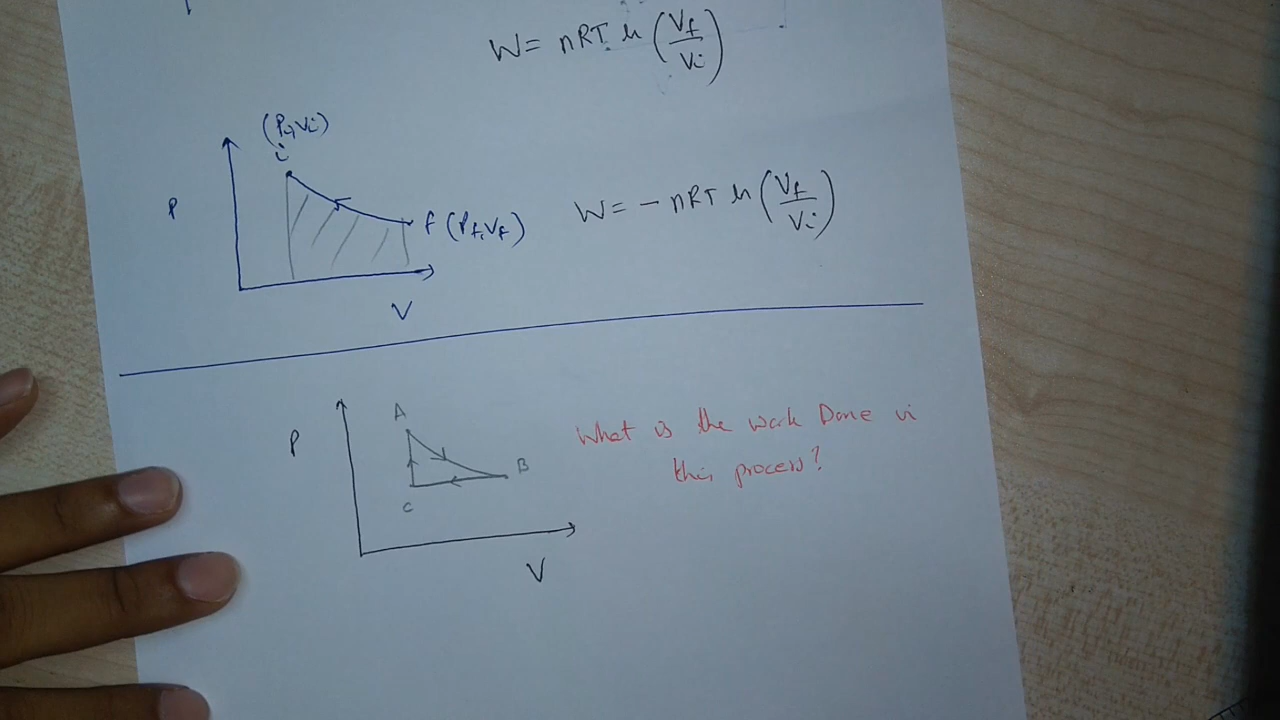 W= nRT ln (Vf/Vi)
(Pi,Vi)
i
P
f (Pf,Vf)
W= - nRT ln (Vf/Vi)
V
P
A
B
C
V
What is the work Done in
this process?